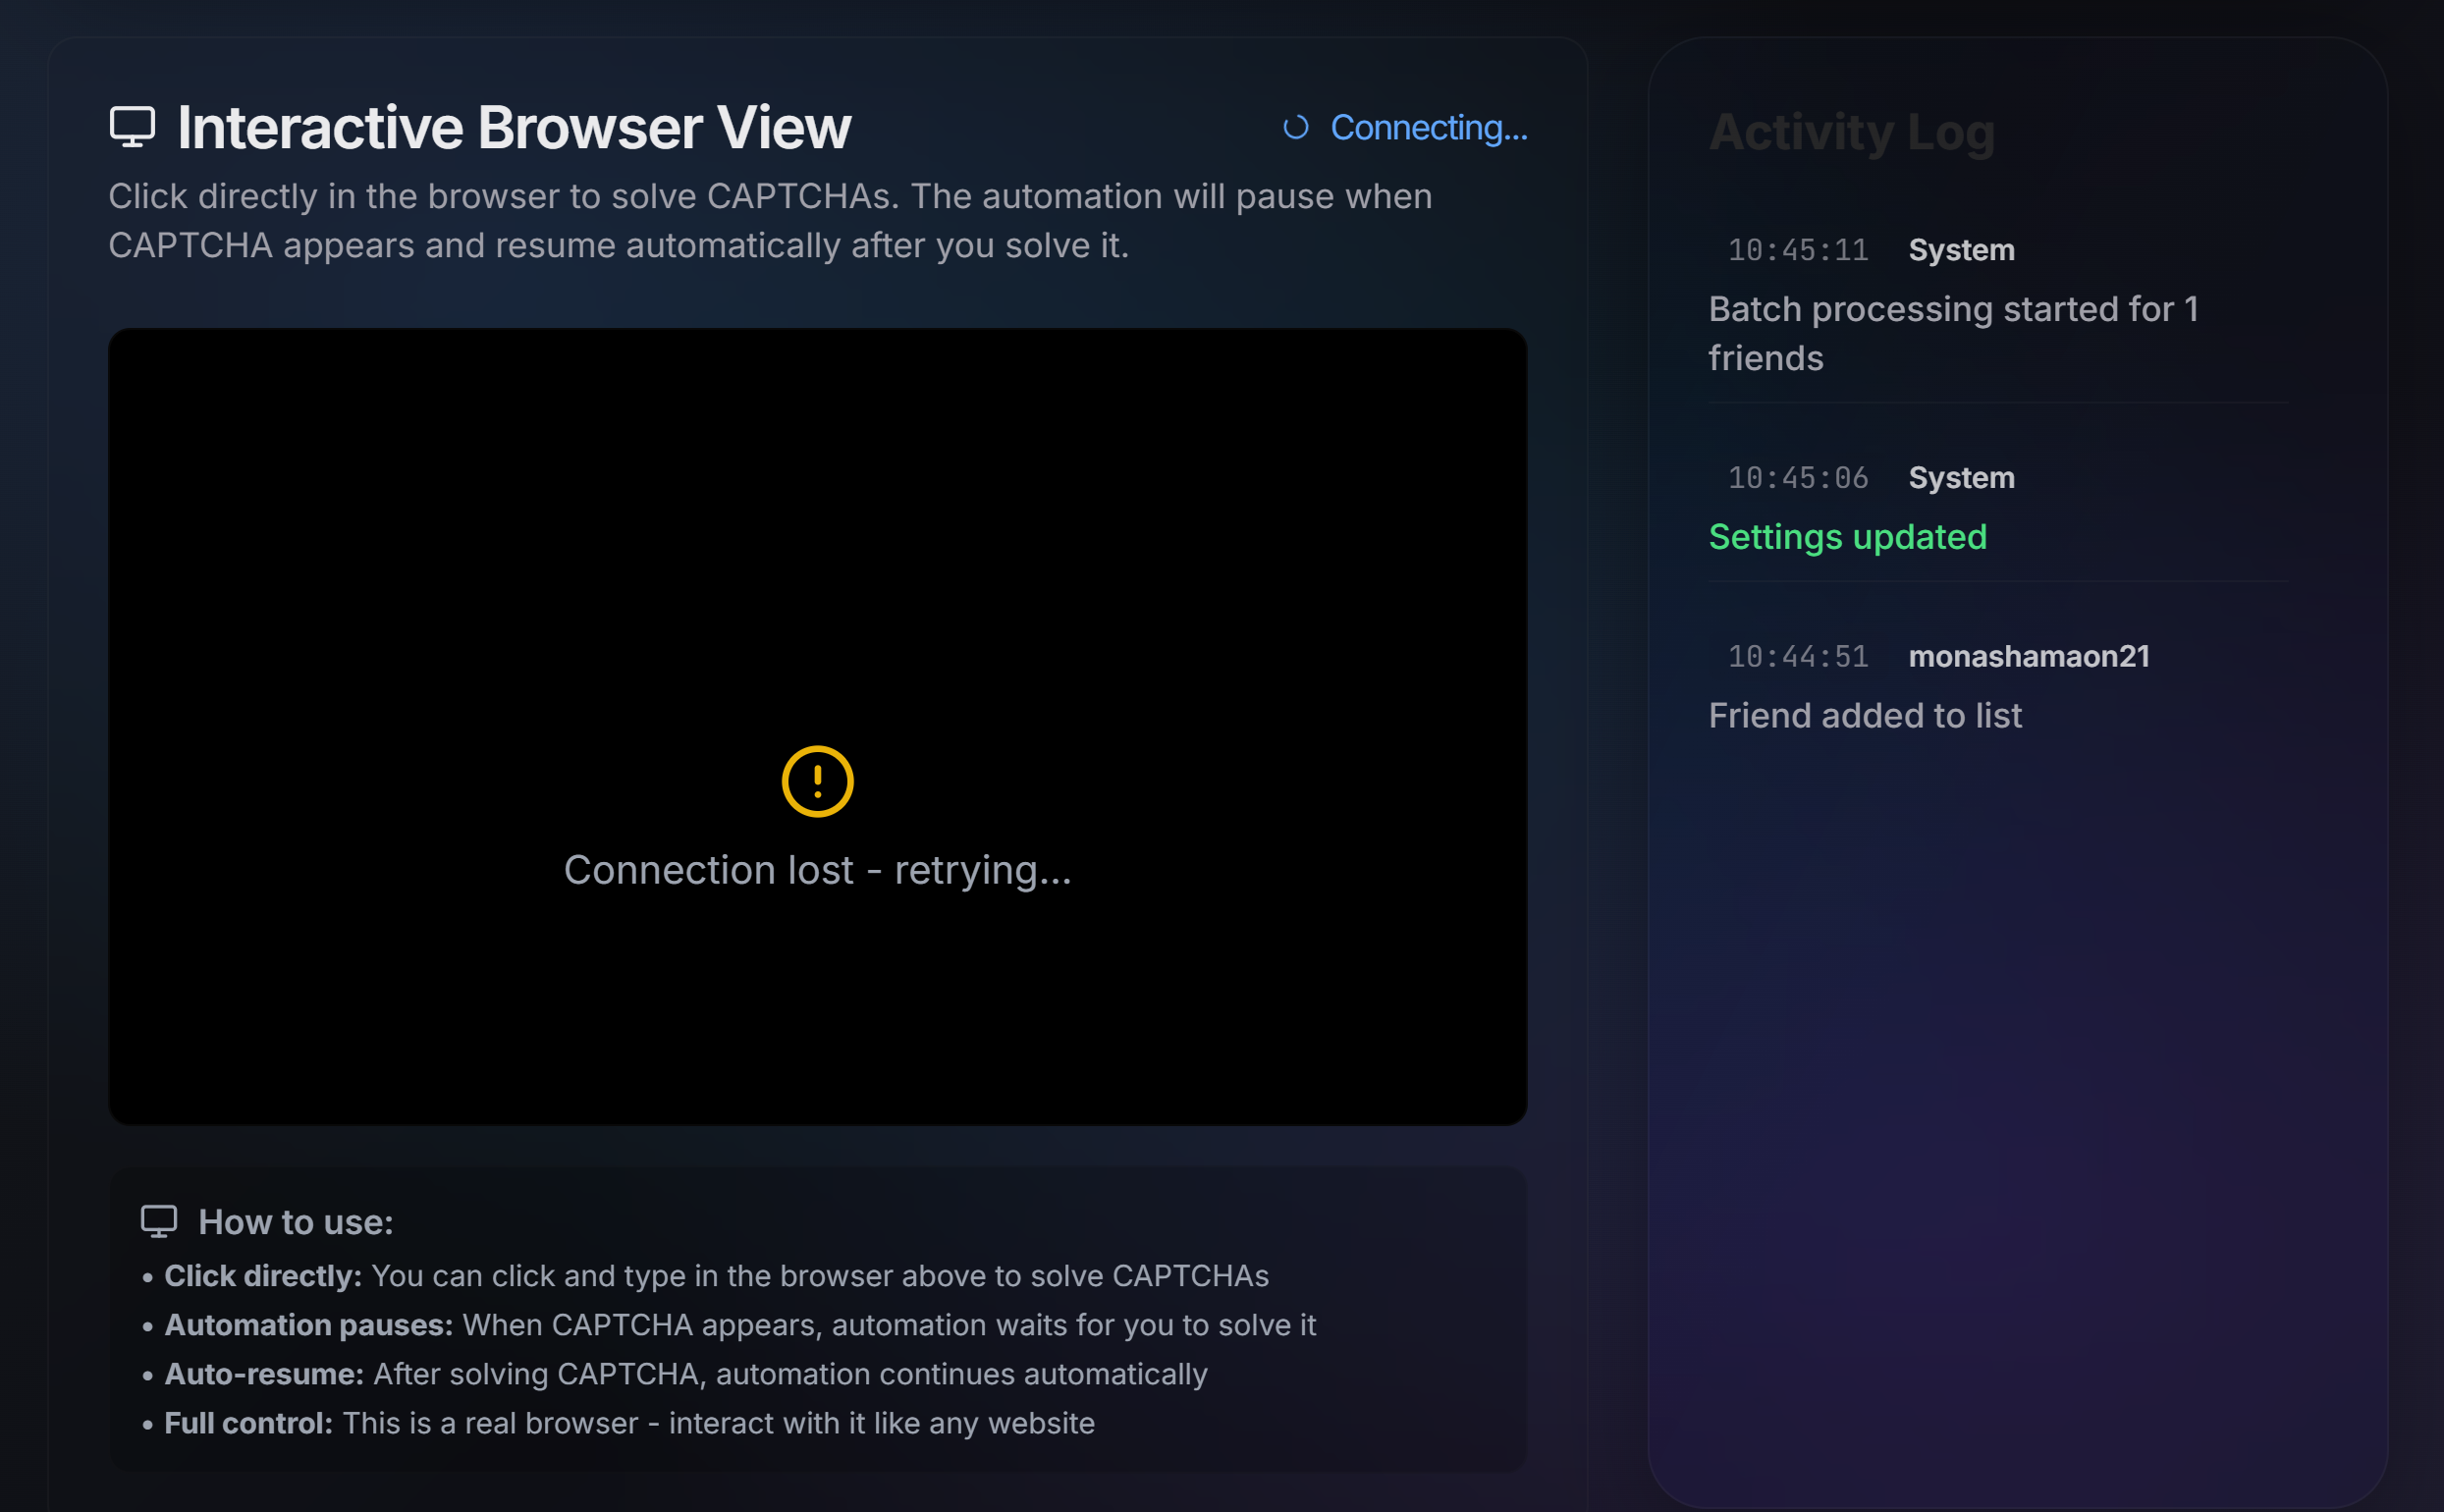 Interactive Browser View
Connecting...
Click directly in the browser to solve CAPTCHAs. The automation will pause when
CAPTCHA appears and resume automatically after you solve it.
Connection lost - retrying...
How to use:
• Click directly: You can click and type in the browser above to solve CAPTCHAs
• Automation pauses: When CAPTCHA appears, automation waits for you to solve it
• Auto-resume: After solving CAPTCHA, automation continues automatically
• Full control: This is a real browser - interact with it like any website
Activity Log
10:45:11 System
Batch processing started for 1
friends
10:45:06 System
Settings updated
10:44:51 monashamaon21
Friend added to list